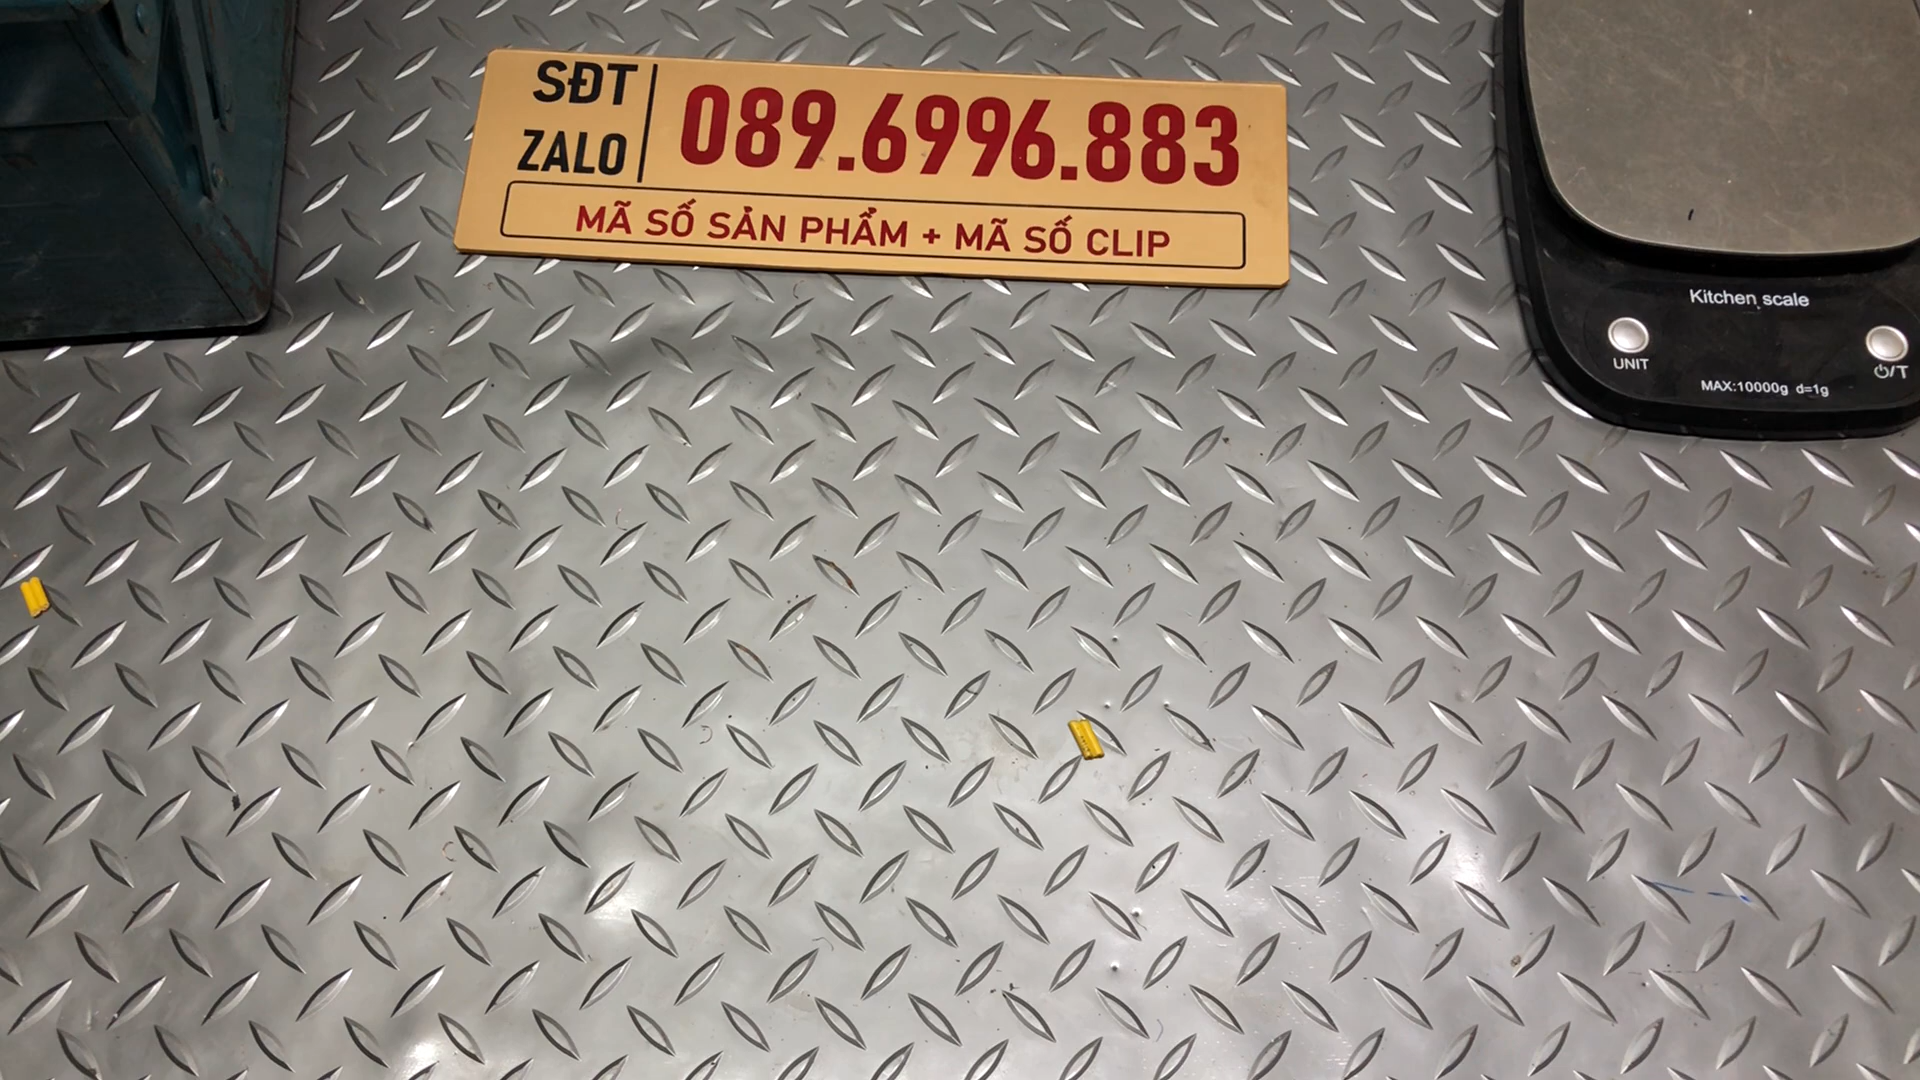 SĐT
ZALO
089.6996.883
MÃ SỐ SẢN PHẨM + MÃ SỐ CLIP
Kitchen scale
UNIT
⏻/T
MAX:10000g d=1g